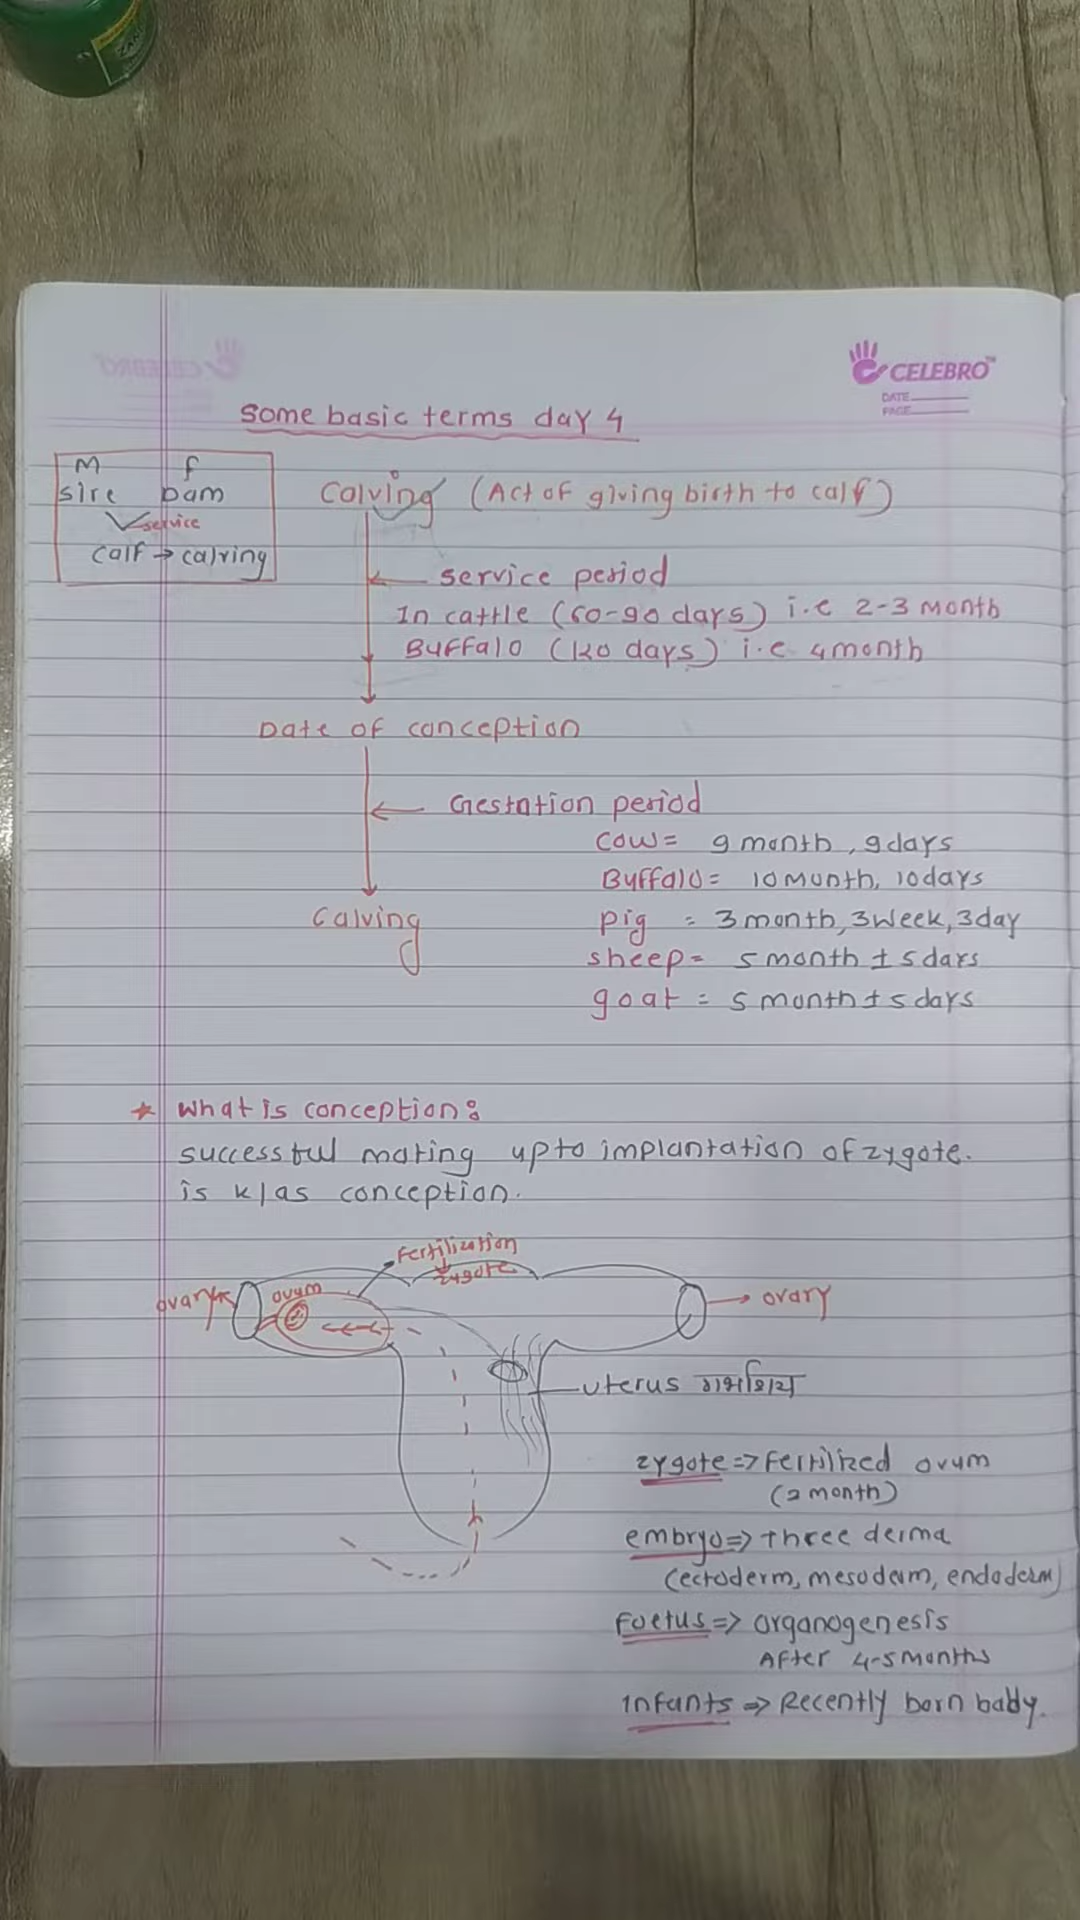 CELEBRO
DATE
PAGE
Some basic terms day 4
M f
Sire Dam
service
Calf → calving
Calving (Act of giving birth to calf)
service period
In cattle (60-90 days) i.e 2-3 month
Buffalo (120 days) i.e 4 month
Date of conception
Gestation period
Cow = 9 month, 9 days
Buffalo = 10 month, 10 days
Pig = 3 month, 3 week, 3 day
sheep = 5 month ± 5 days
goat = 5 month ± 5 days
Calving
* What is conception:
successful mating upto implantation of zygote.
is k/as conception.
Fertilization
zygote
ovary ovum → ovary
uterus गर्भाशय
zygote => Fertilized ovum
(2 month)
embryo => three derma
(ectoderm, mesoderm, endoderm)
Foetus => organogenesis
After 4-5 months
Infants => Recently born baby.